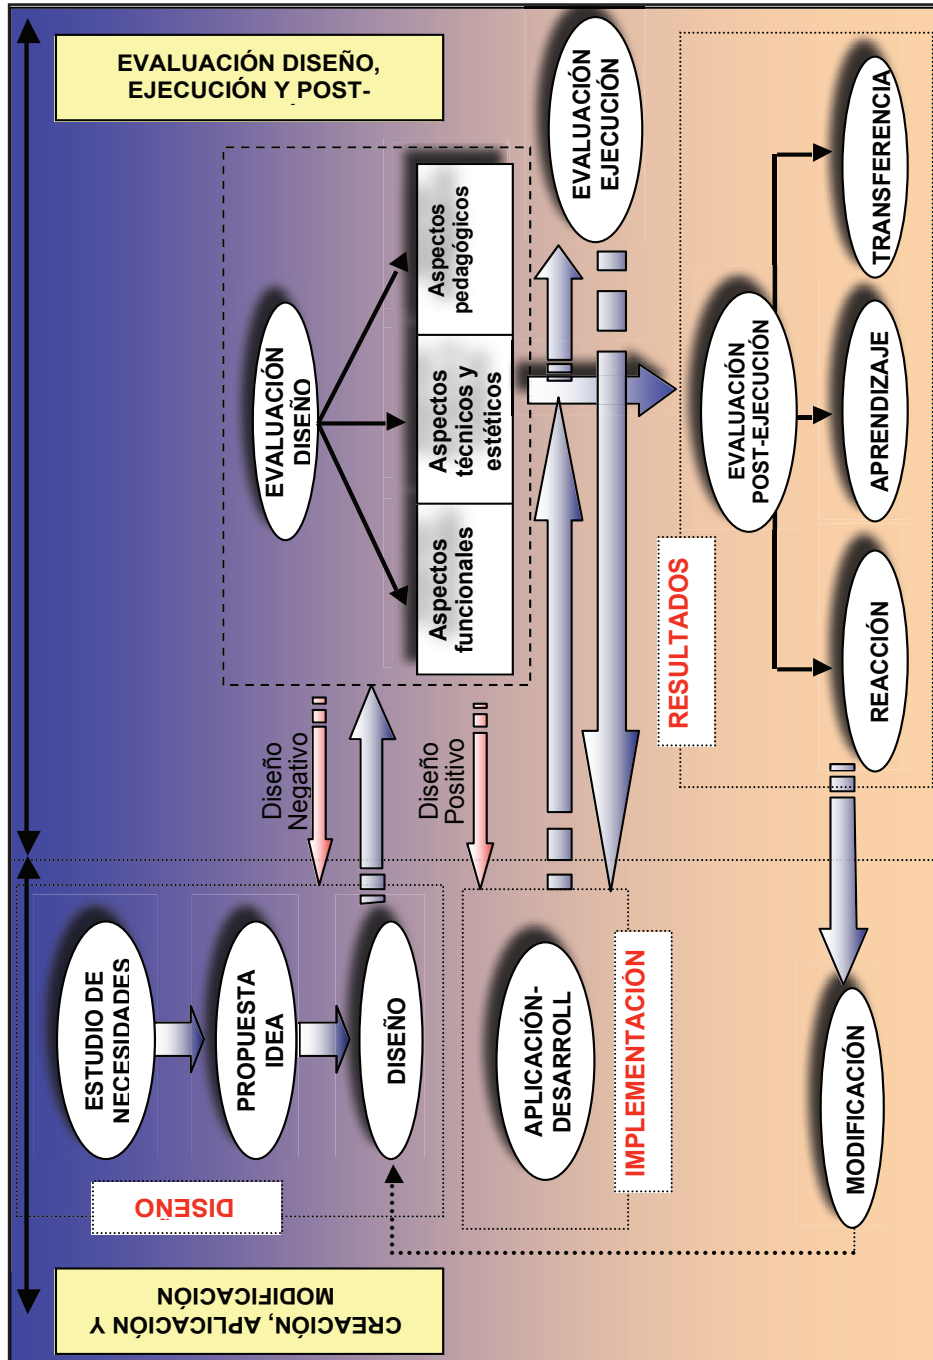 EVALUACIÓN DISEÑO,
EJECUCIÓN Y POST-
EVALUACIÓN
DISEÑO
Aspectos
funcionales
Aspectos
técnicos y
estéticos
Aspectos
pedagógicos
EVALUACIÓN
EJECUCIÓN
Diseño
Negativo
Diseño
Positivo
RESULTADOS
EVALUACIÓN
POST-EJECUCIÓN
REACCIÓN
APRENDIZAJE
TRANSFERENCIA
ESTUDIO DE
NECESIDADES
PROPUESTA
IDEA
DISEÑO
DISEÑO
APLICACIÓN-
DESARROLL
IMPLEMENTACIÓN
MODIFICACIÓN
CREACIÓN, APLICACIÓN Y
MODIFICACIÓN